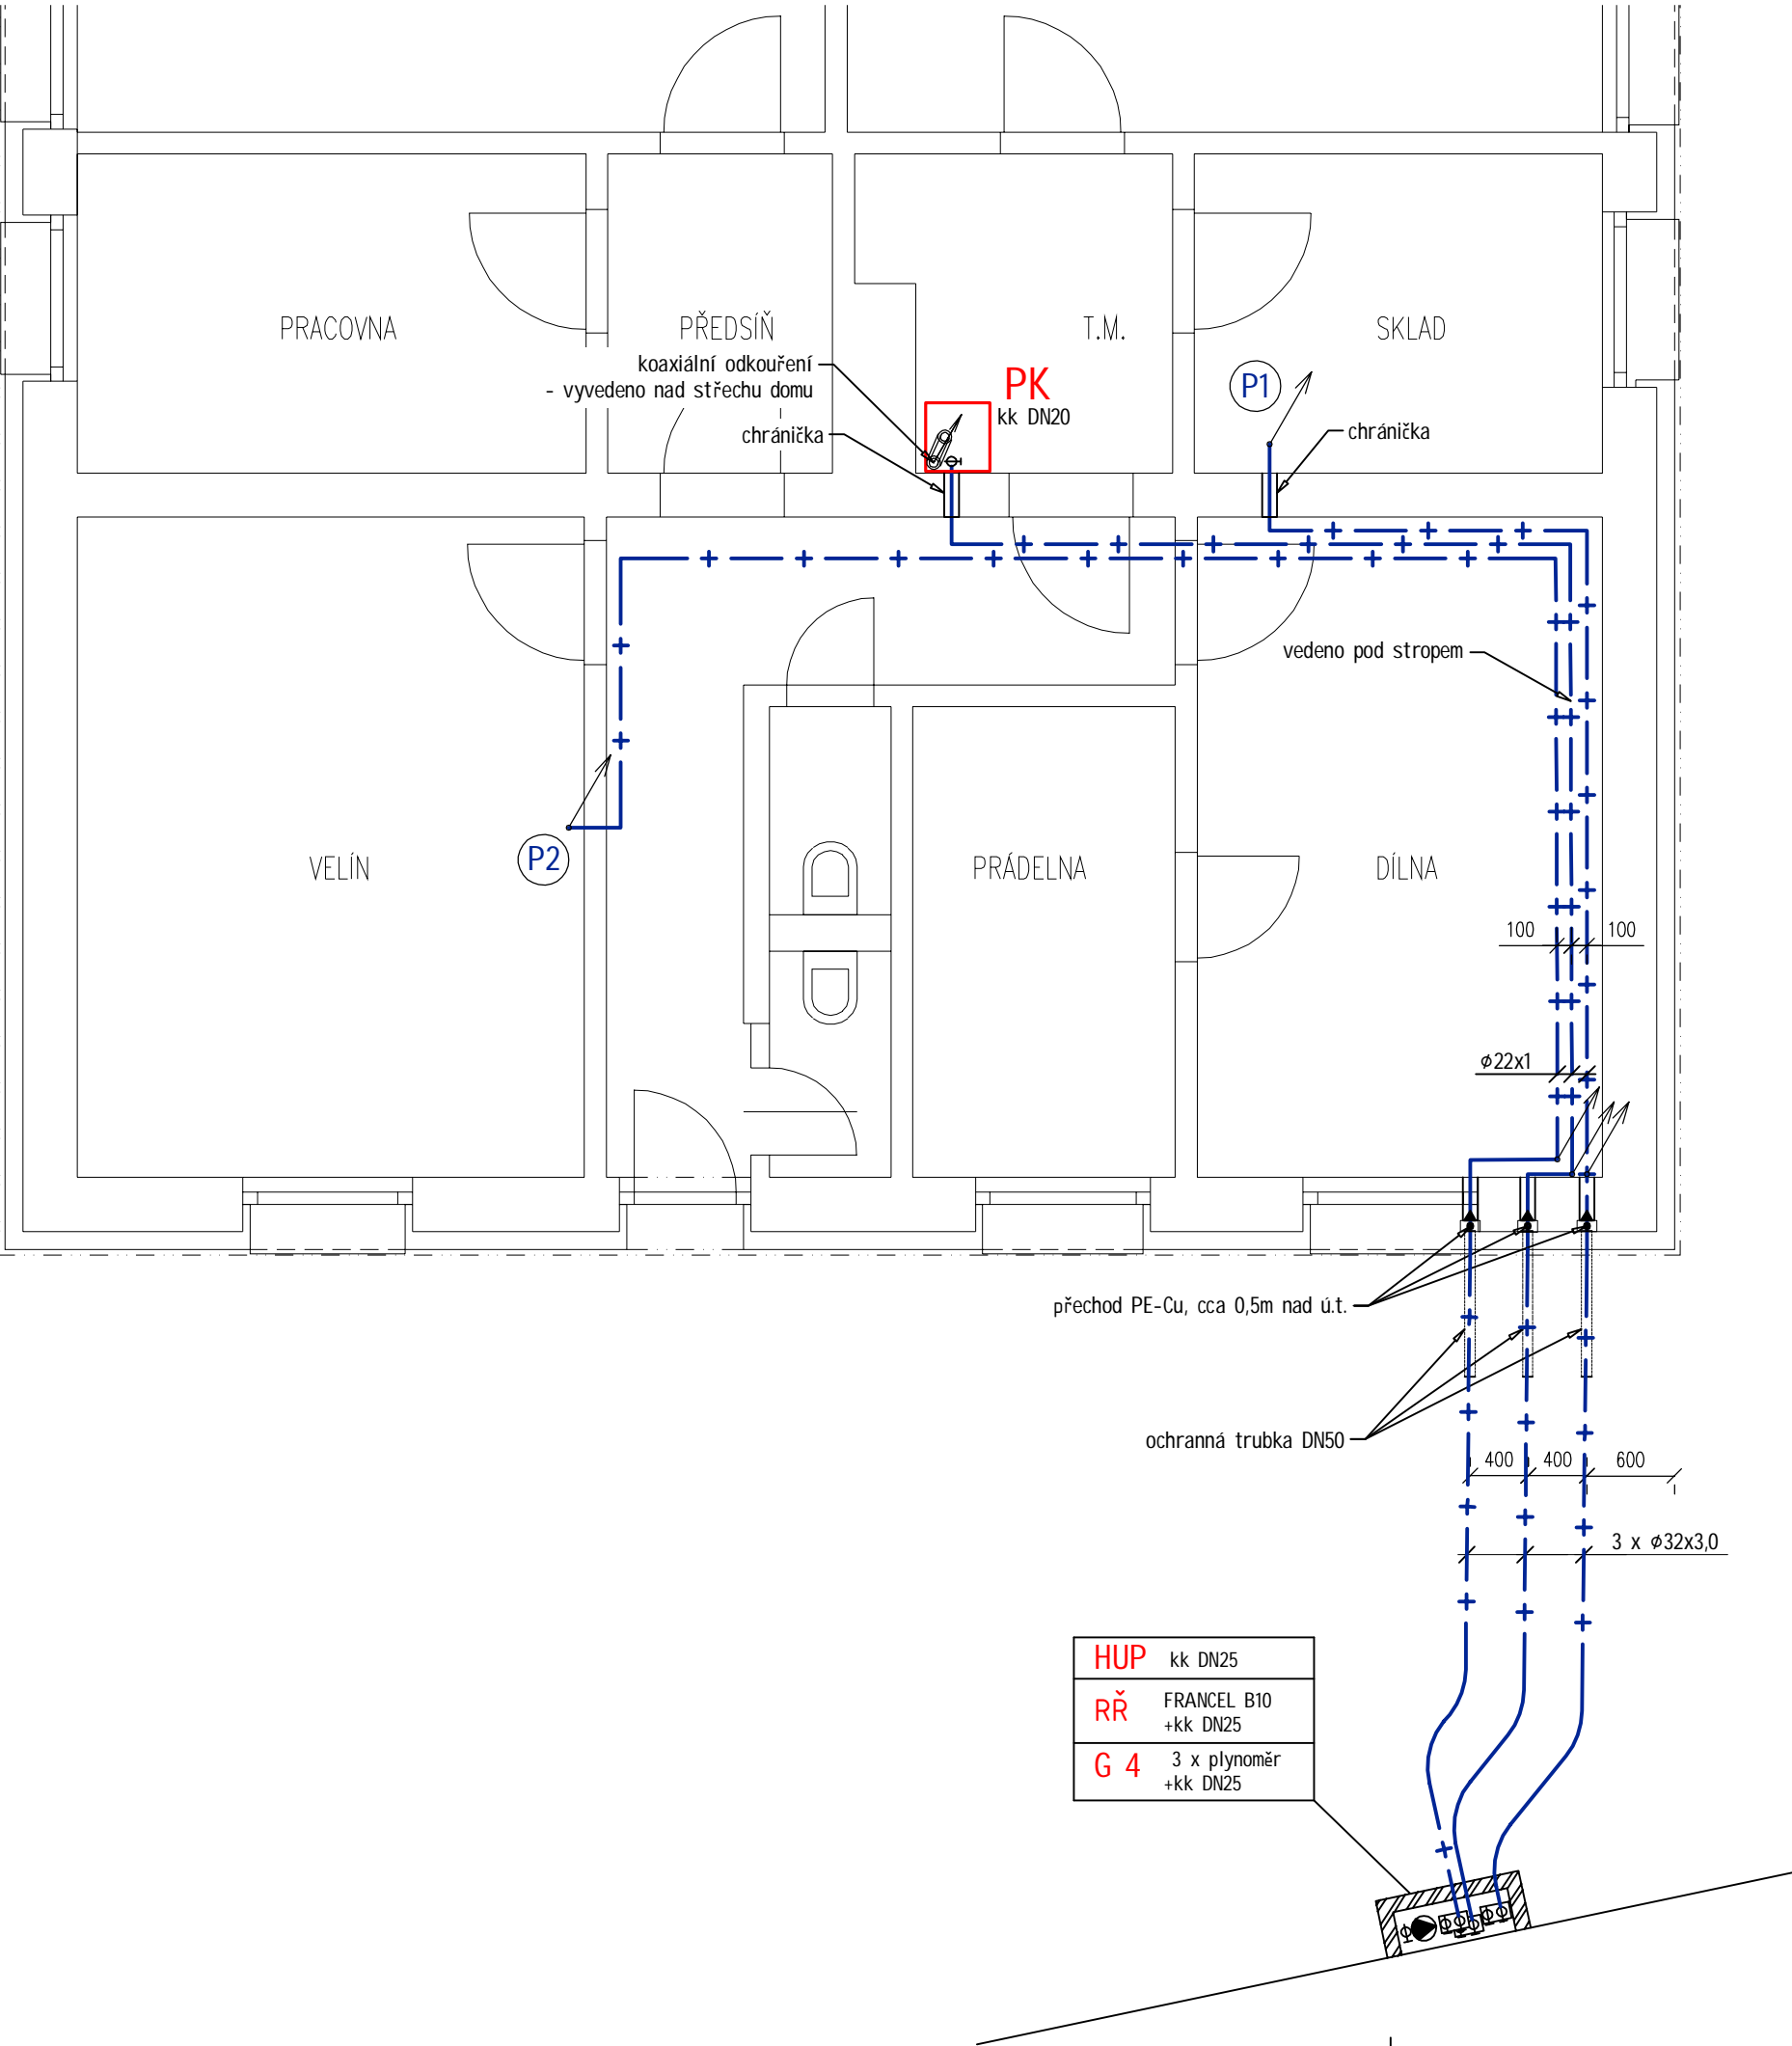 PRACOVNA
PŘEDSÍŇ
T.M.
SKLAD
koaxiální odkouření
- vyvedeno nad střechu domu
PK
kk DN20
P1
chránička
chránička
vedeno pod stropem
P2
VELÍN
PRÁDELNA
DÍLNA
100
100
ϕ22x1
přechod PE-Cu, cca 0,5m nad ú.t.
ochranná trubka DN50
400
400
600
3 x ϕ32x3,0
HUP kk DN25
RŘ FRANCEL B10
+kk DN25
G 4 3 x plynoměr
+kk DN25